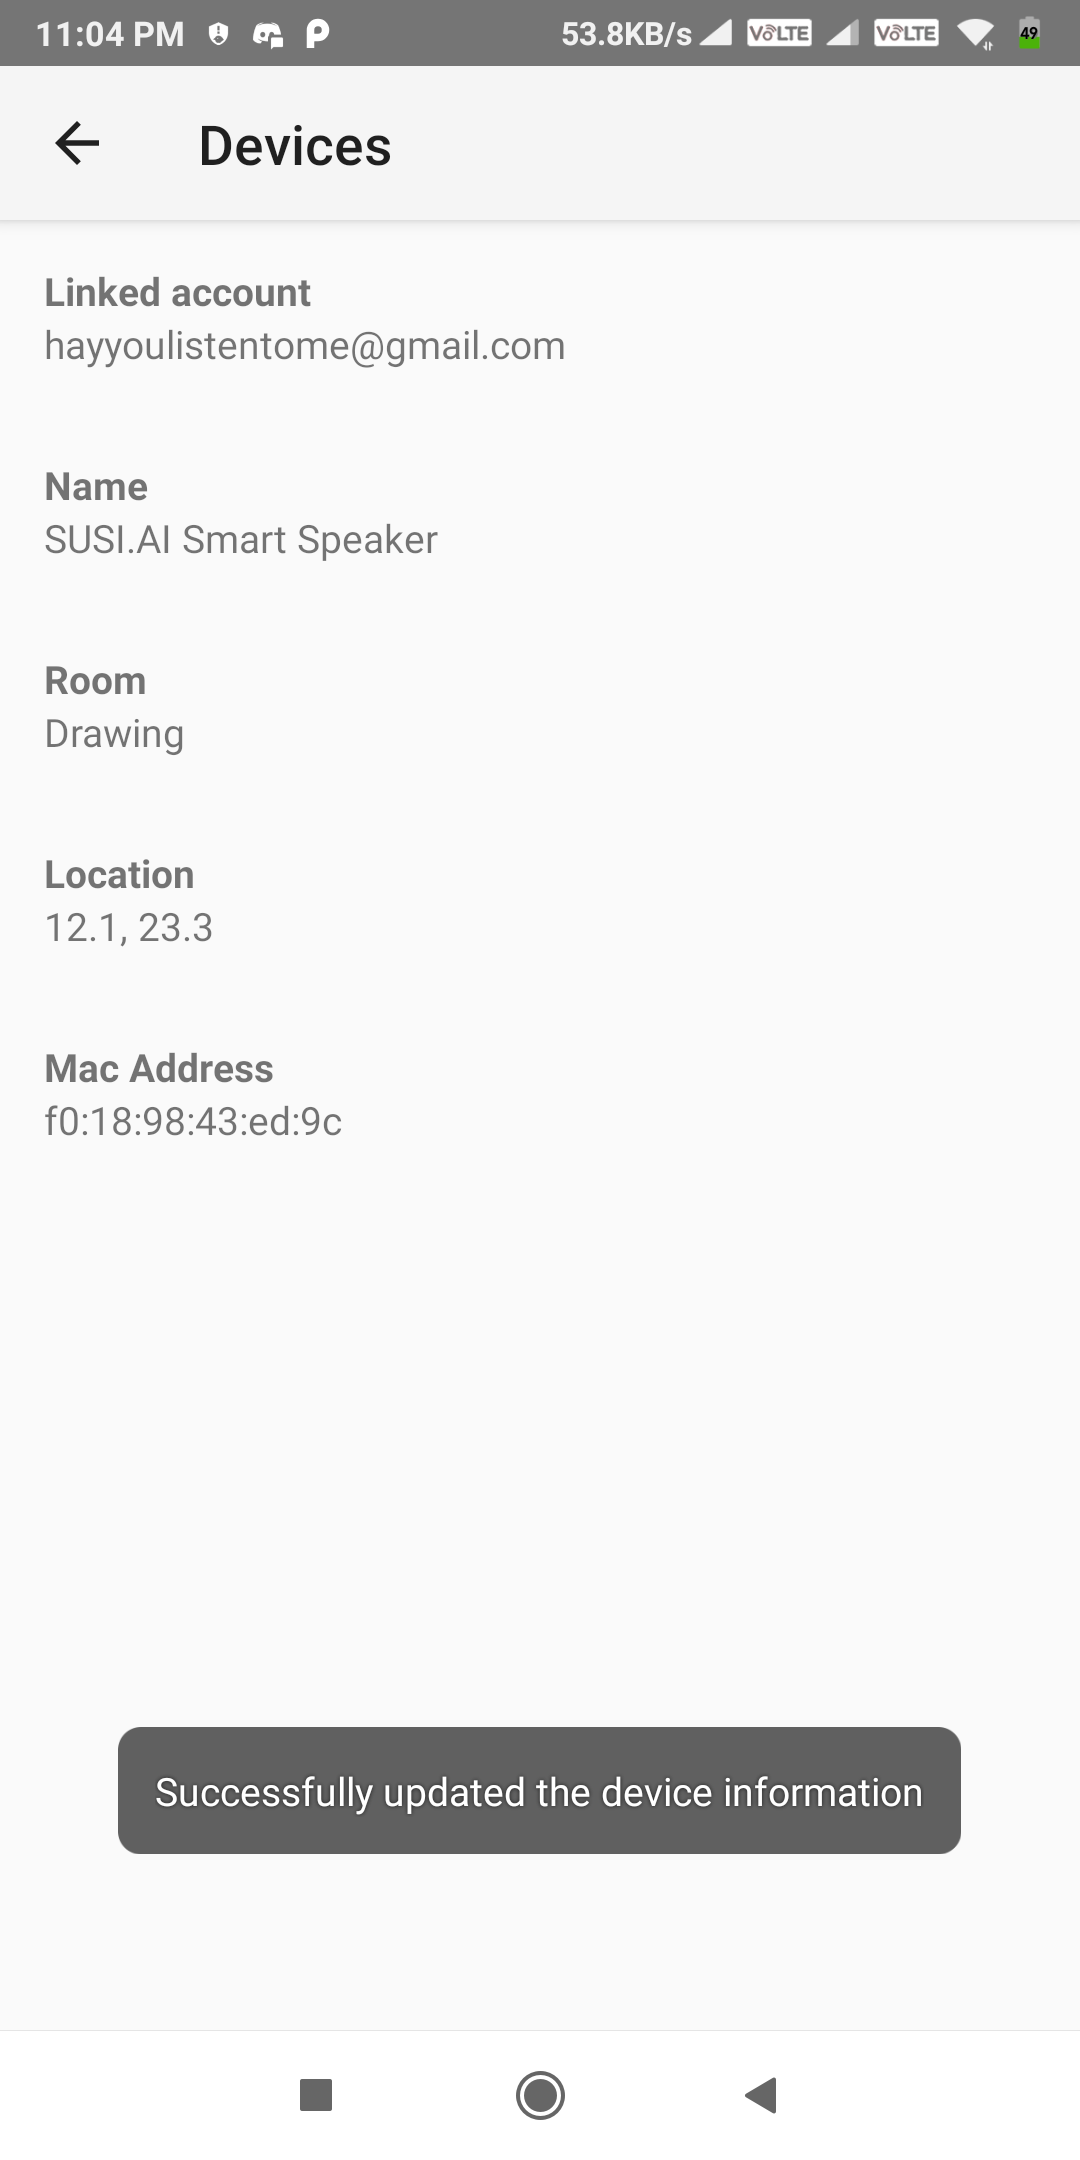 11:04 PM 53.8KB/s VoLTE VoLTE 49
Devices
Linked account
hayyoulistentome@gmail.com
Name
SUSI.AI Smart Speaker
Room
Drawing
Location
12.1, 23.3
Mac Address
f0:18:98:43:ed:9c
Successfully updated the device information